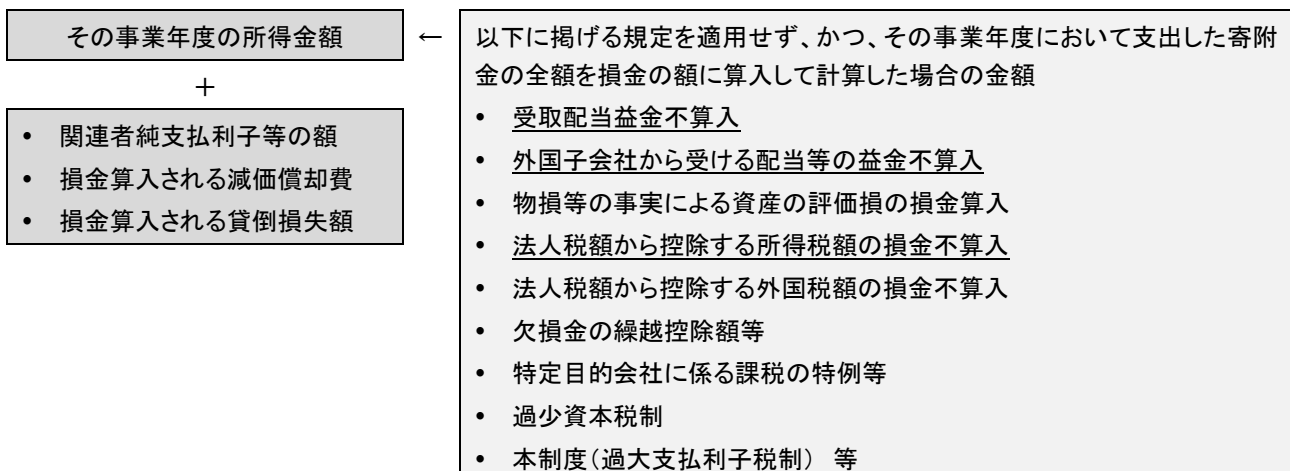 その事業年度の所得金額
+
• 関連者純支払利子等の額
• 損金算入される減価償却費
• 損金算入される貸倒損失額
←
以下に掲げる規定を適用せず、かつ、その事業年度において支出した寄附
金の全額を損金の額に算入して計算した場合の金額
• 受取配当益金不算入
• 外国子会社から受ける配当等の益金不算入
• 物損等の事実による資産の評価損の損金算入
• 法人税額から控除する所得税額の損金不算入
• 法人税額から控除する外国税額の損金不算入
• 欠損金の繰越控除額等
• 特定目的会社に係る課税の特例等
• 過少資本税制
• 本制度(過大支払利子税制) 等